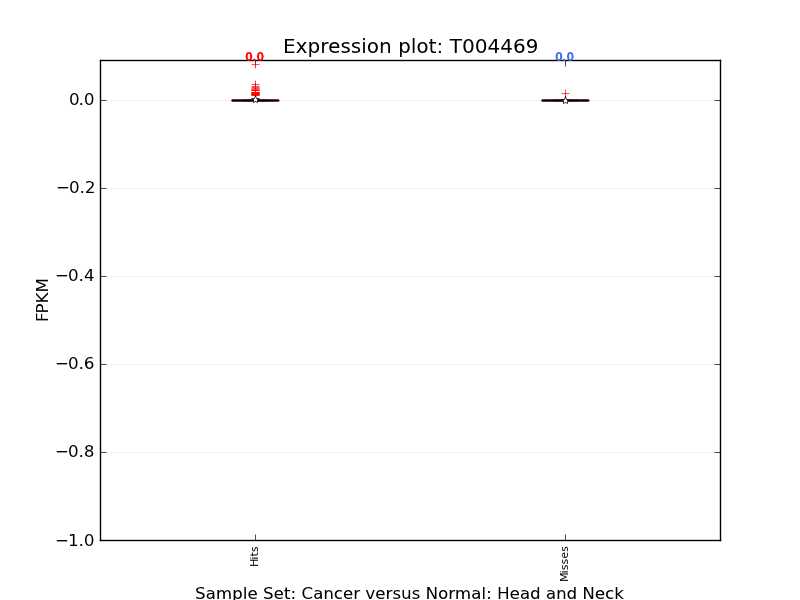 Expression plot: T004469
0.0 0.0
0.0
−0.2
−0.4
−0.6
−0.8
−1.0
FPKM
Hits
Misses
Sample Set: Cancer versus Normal: Head and Neck